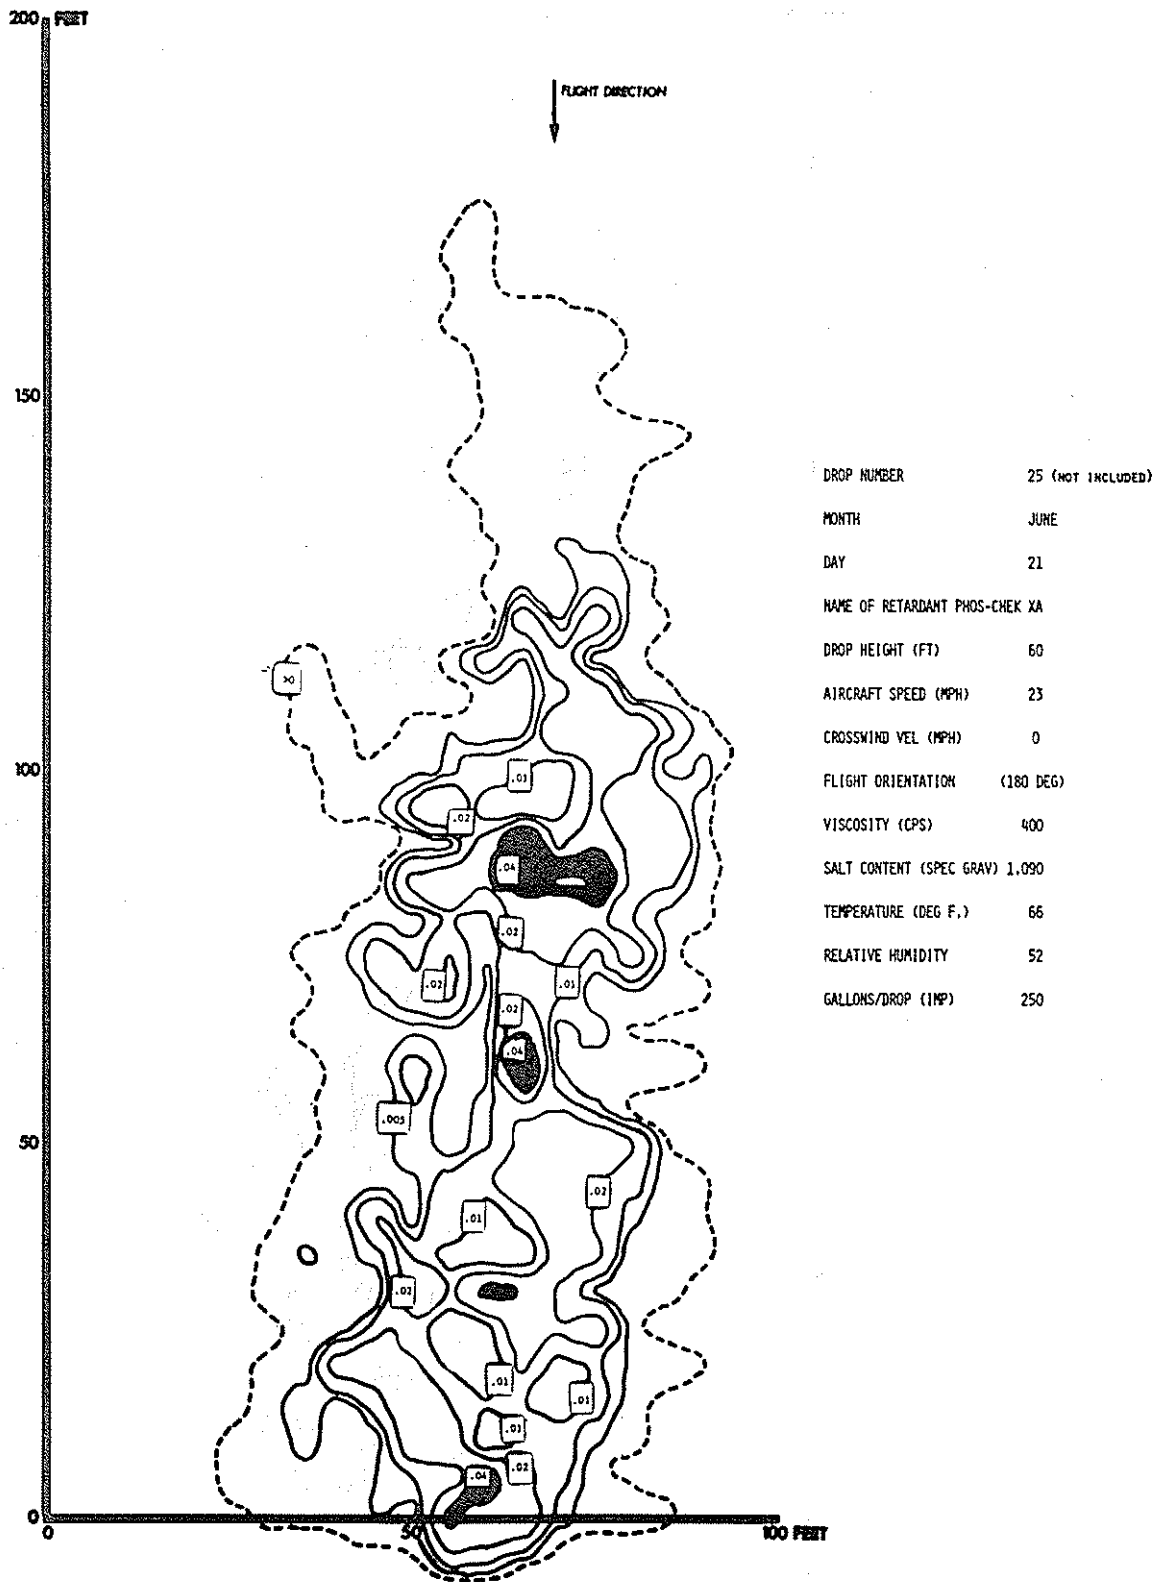 200 FEET
FLIGHT DIRECTION
150
DROP NUMBER 25 (NOT INCLUDED)
MONTH JUNE
DAY 21
NAME OF RETARDANT PHOS-CHEK XA
DROP HEIGHT (FT) 60
>0
AIRCRAFT SPEED (MPH) 23
CROSSWIND VEL (MPH) 0
100
.01
FLIGHT ORIENTATION (180 DEG)
.02
VISCOSITY (CPS) 400
.04
SALT CONTENT (SPEC GRAV) 1.090
TEMPERATURE (DEG F.) 66
.02
RELATIVE HUMIDITY 52
.02
.01
GALLONS/DROP (IMP) 250
.02
.04
.005
50
.02
.01
.02
.01
.01
.01
.02
.04
0
0 50 100 FEET